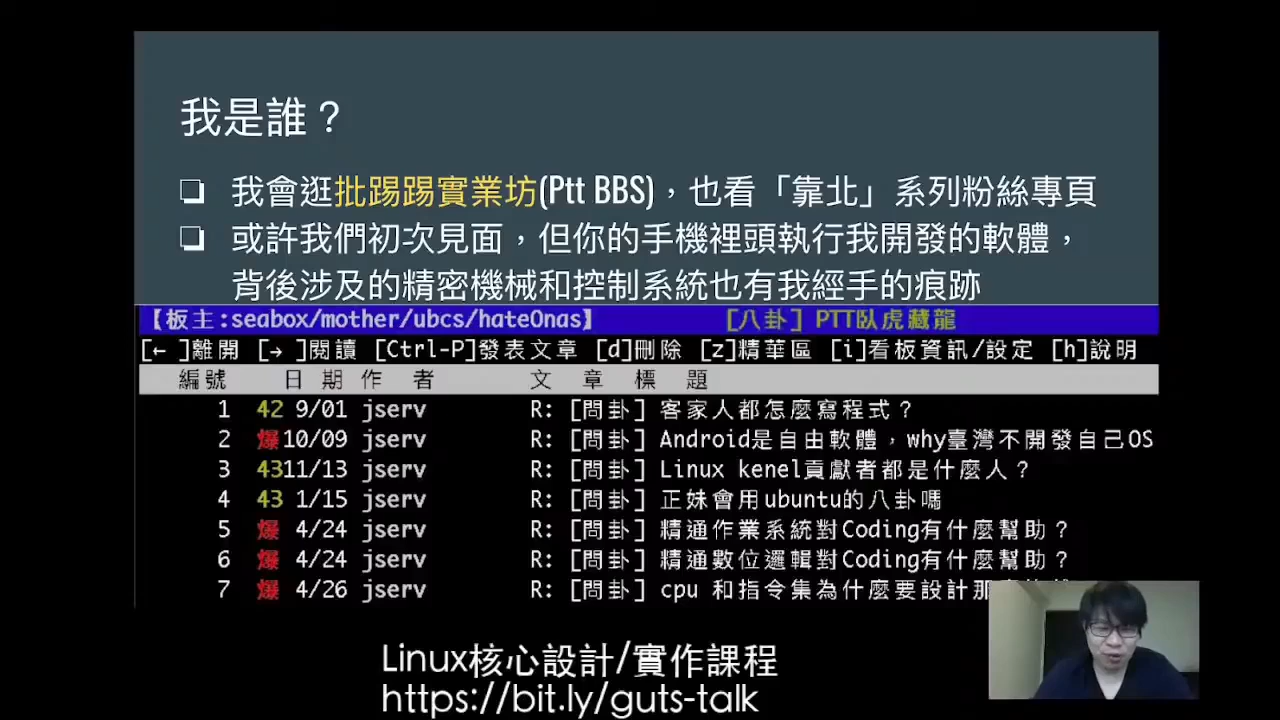 我是誰？
❏ 我會逛批踢踢實業坊(Ptt BBS)，也看「靠北」系列粉絲專頁
❏ 或許我們初次見面，但你的手機裡頭執行我開發的軟體，
背後涉及的精密機械和控制系統也有我經手的痕跡
【板主:seabox/mother/ubcs/hateOnas】 [八卦] PTT臥虎藏龍
[← ]離開 [→ ]閱讀 [Ctrl-P]發表文章 [d]刪除 [z]精華區 [i]看板資訊/設定 [h]說明
編號 日 期 作 者 文 章 標 題
1 42 9/01 jserv R: [問卦] 客家人都怎麼寫程式？
2 爆10/09 jserv R: [問卦] Android是自由軟體，why臺灣不開發自己OS
3 4311/13 jserv R: [問卦] Linux kenel貢獻者都是什麼人？
4 43 1/15 jserv R: [問卦] 正妹會用ubuntu的八卦嗎
5 爆 4/24 jserv R: [問卦] 精通作業系統對Coding有什麼幫助？
6 爆 4/24 jserv R: [問卦] 精通數位邏輯對Coding有什麼幫助？
7 爆 4/26 jserv R: [問卦] cpu 和指令集為什麼要設計
Linux核心設計/實作課程
https://bit.ly/guts-talk